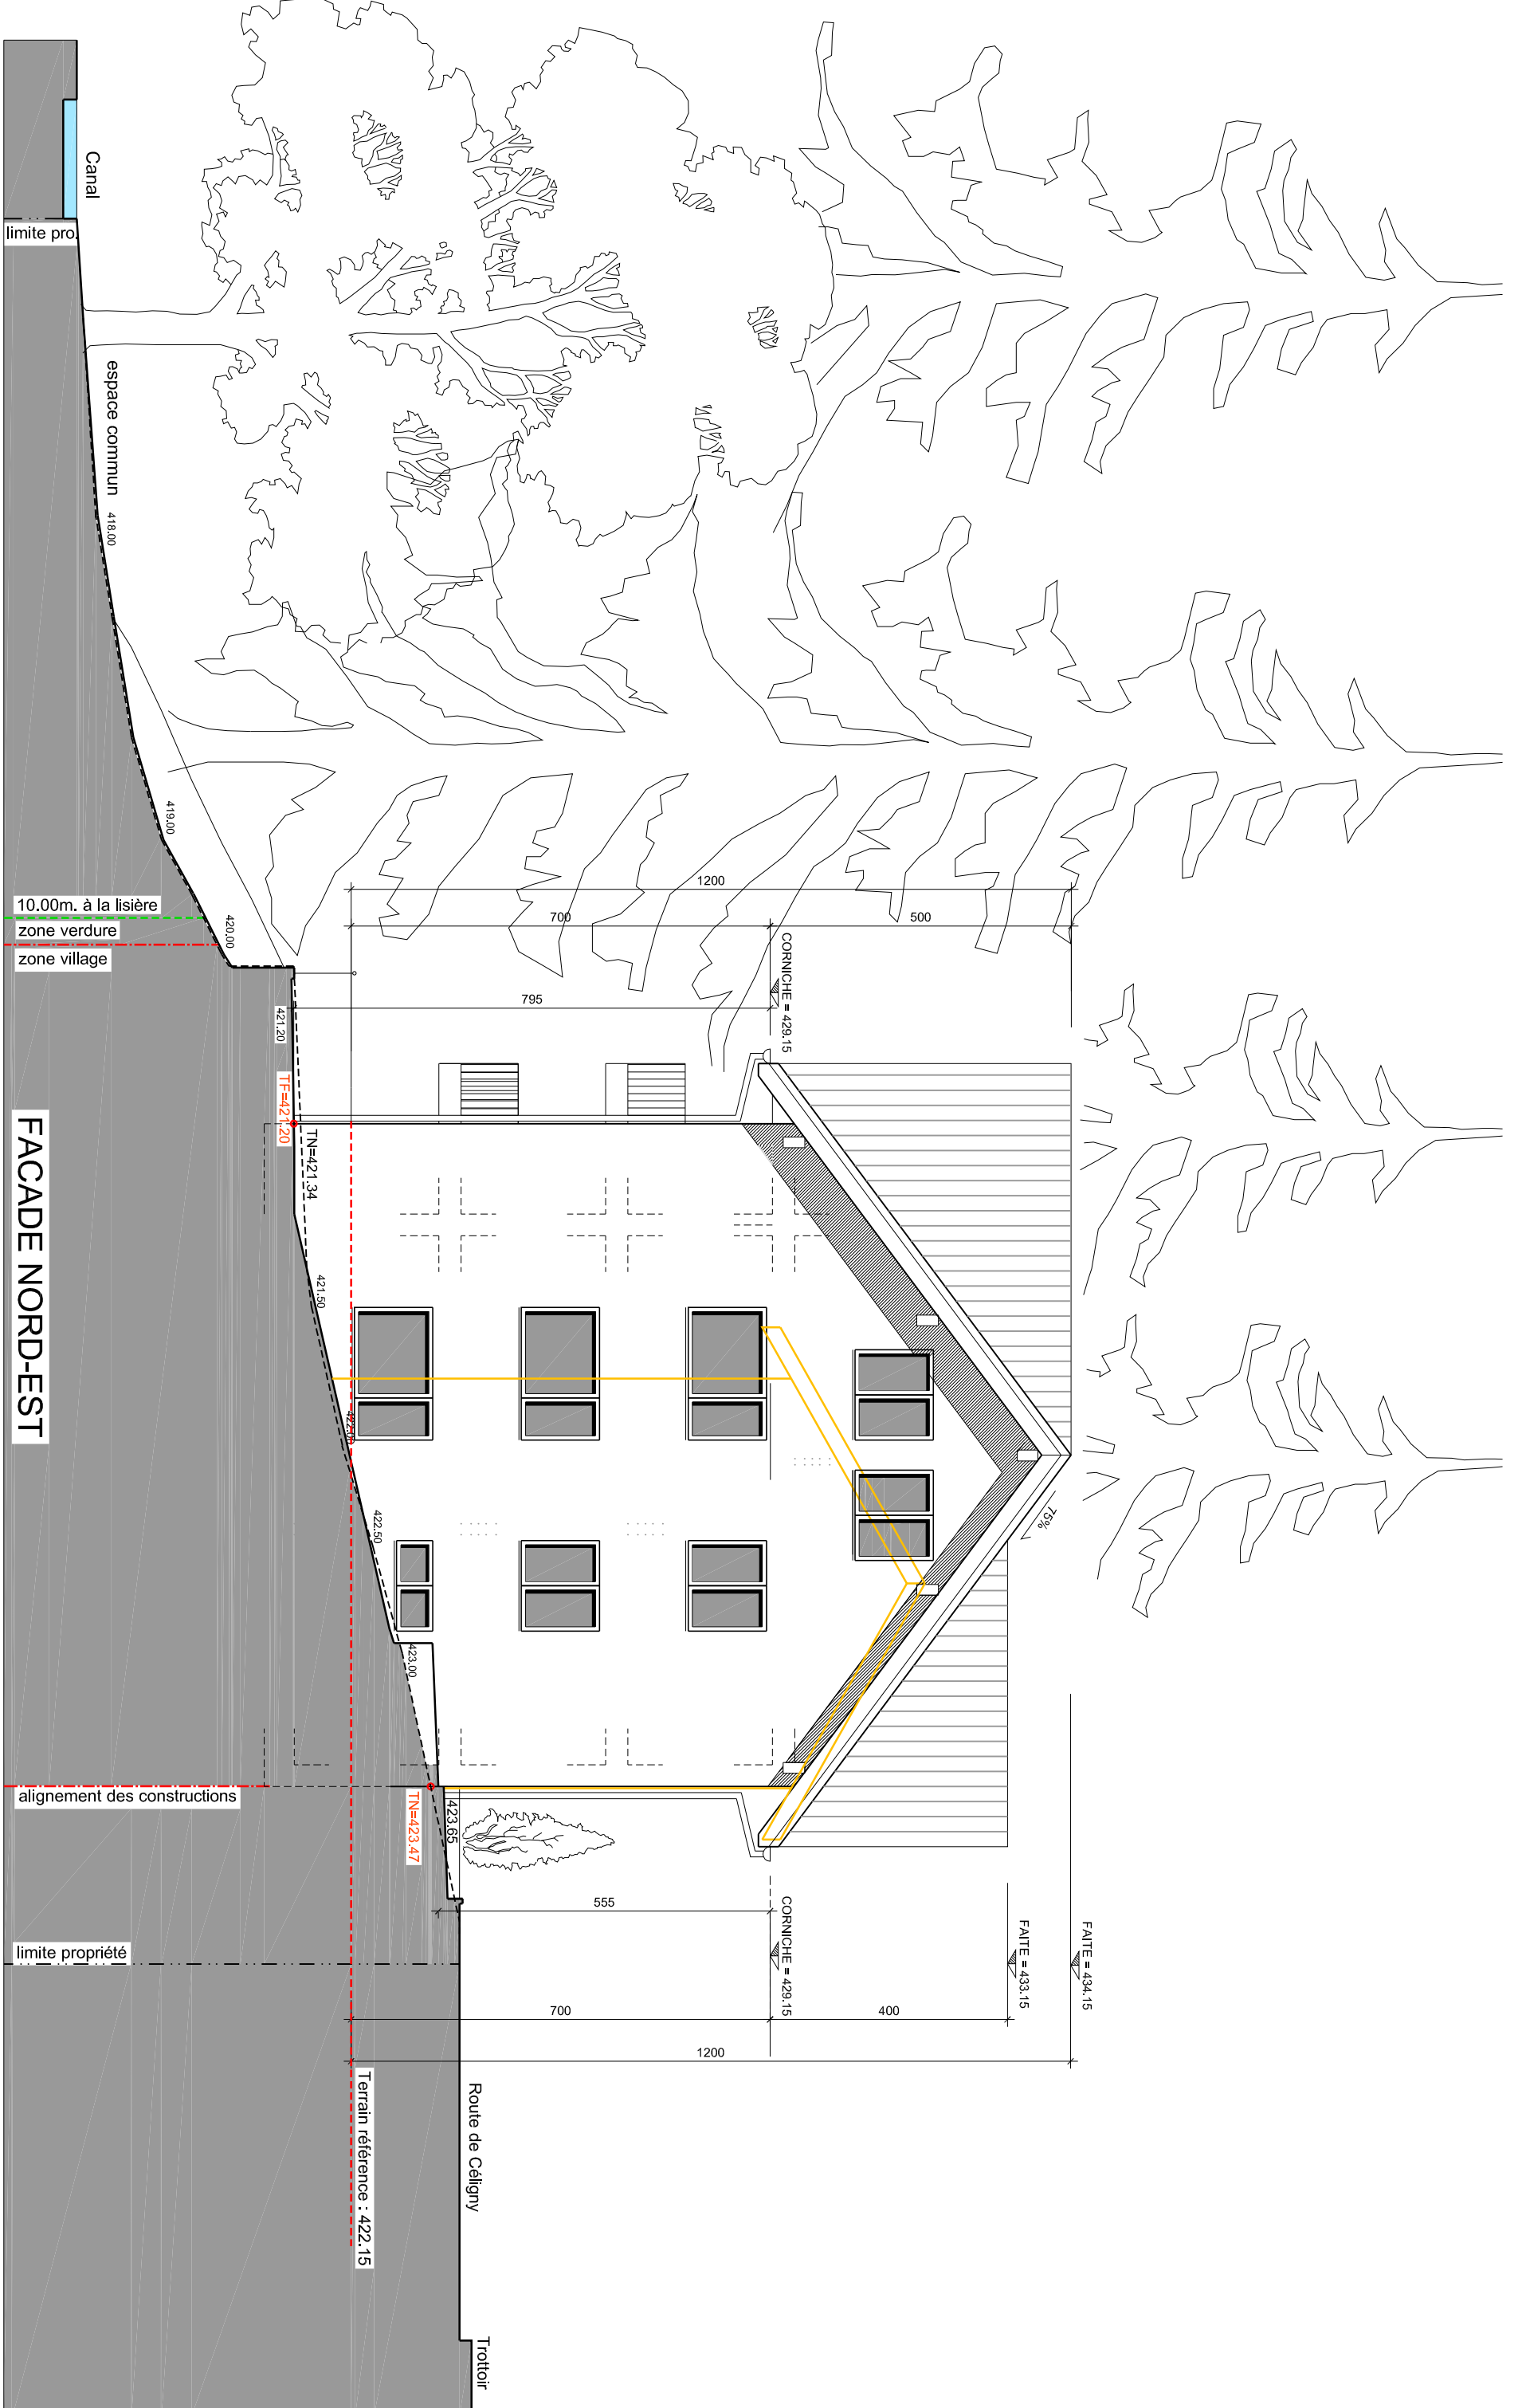 FAITE = 434.15
FAITE = 433.15
75%
500
1200
700
CORNICHE = 429.15
795
CORNICHE = 429.15
400
700
1200
555
Canal
limite pro.
espace commun
418.00
419.00
420.00
10.00m. à la lisière
zone verdure
zone village
421.20
TF=421.20
TN=421.34
421.50
422.50
423.00
423.65
TN=423.47
alignement des constructions
limite propriété
Terrain référence : 422.15
Route de Céligny
Trottoir
FACADE NORD-EST